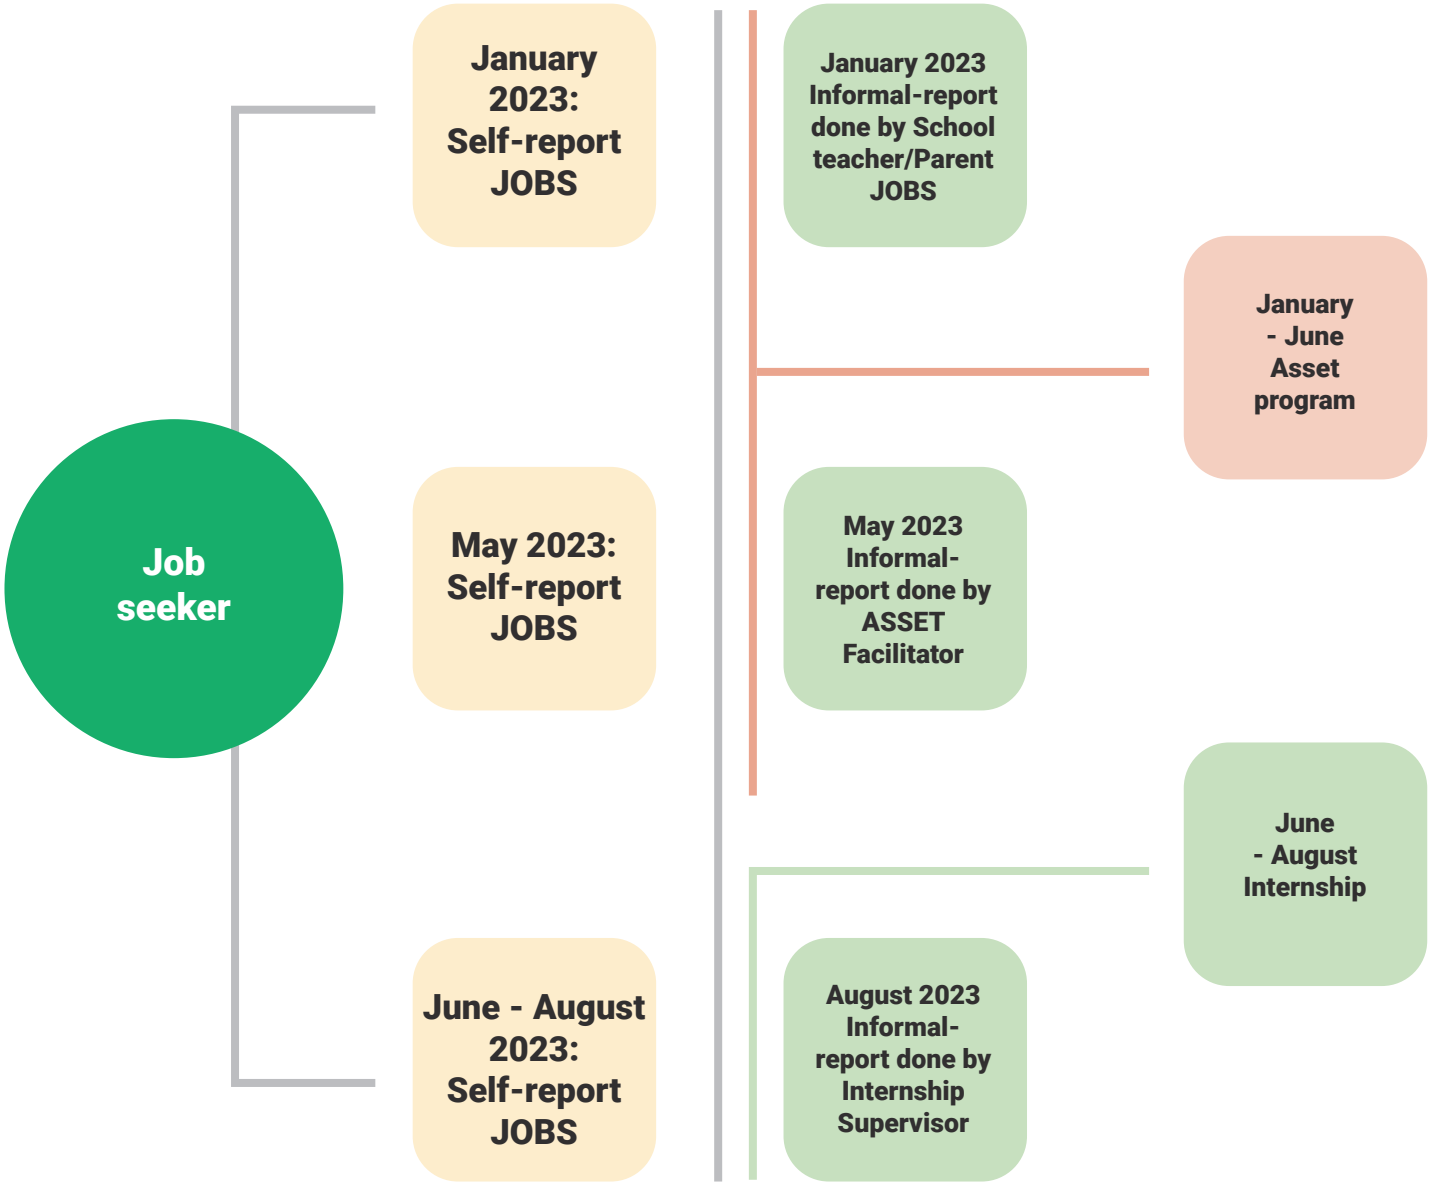 January
2023:
Self-report
JOBS
January 2023
Informal-report
done by School
teacher/Parent
JOBS
January
- June
Asset
program
Job
seeker
May 2023:
Self-report
JOBS
May 2023
Informal-
report done by
ASSET
Facilitator
June
- August
Internship
June - August
2023:
Self-report
JOBS
August 2023
Informal-
report done by
Internship
Supervisor